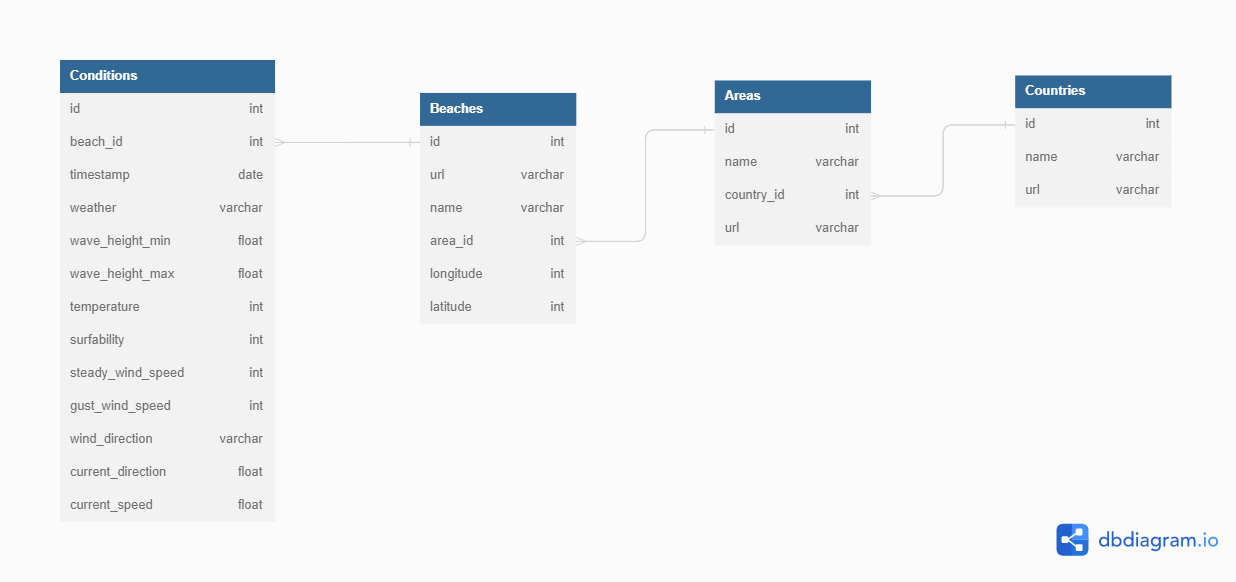 Conditions
id int
beach_id int
timestamp date
weather varchar
wave_height_min float
wave_height_max float
temperature int
surfability int
steady_wind_speed int
gust_wind_speed int
wind_direction varchar
current_direction float
current_speed float
Beaches
id int
url varchar
name varchar
area_id int
longitude int
latitude int
Areas
id int
name varchar
country_id int
url varchar
Countries
id int
name varchar
url varchar
dbdiagram.io